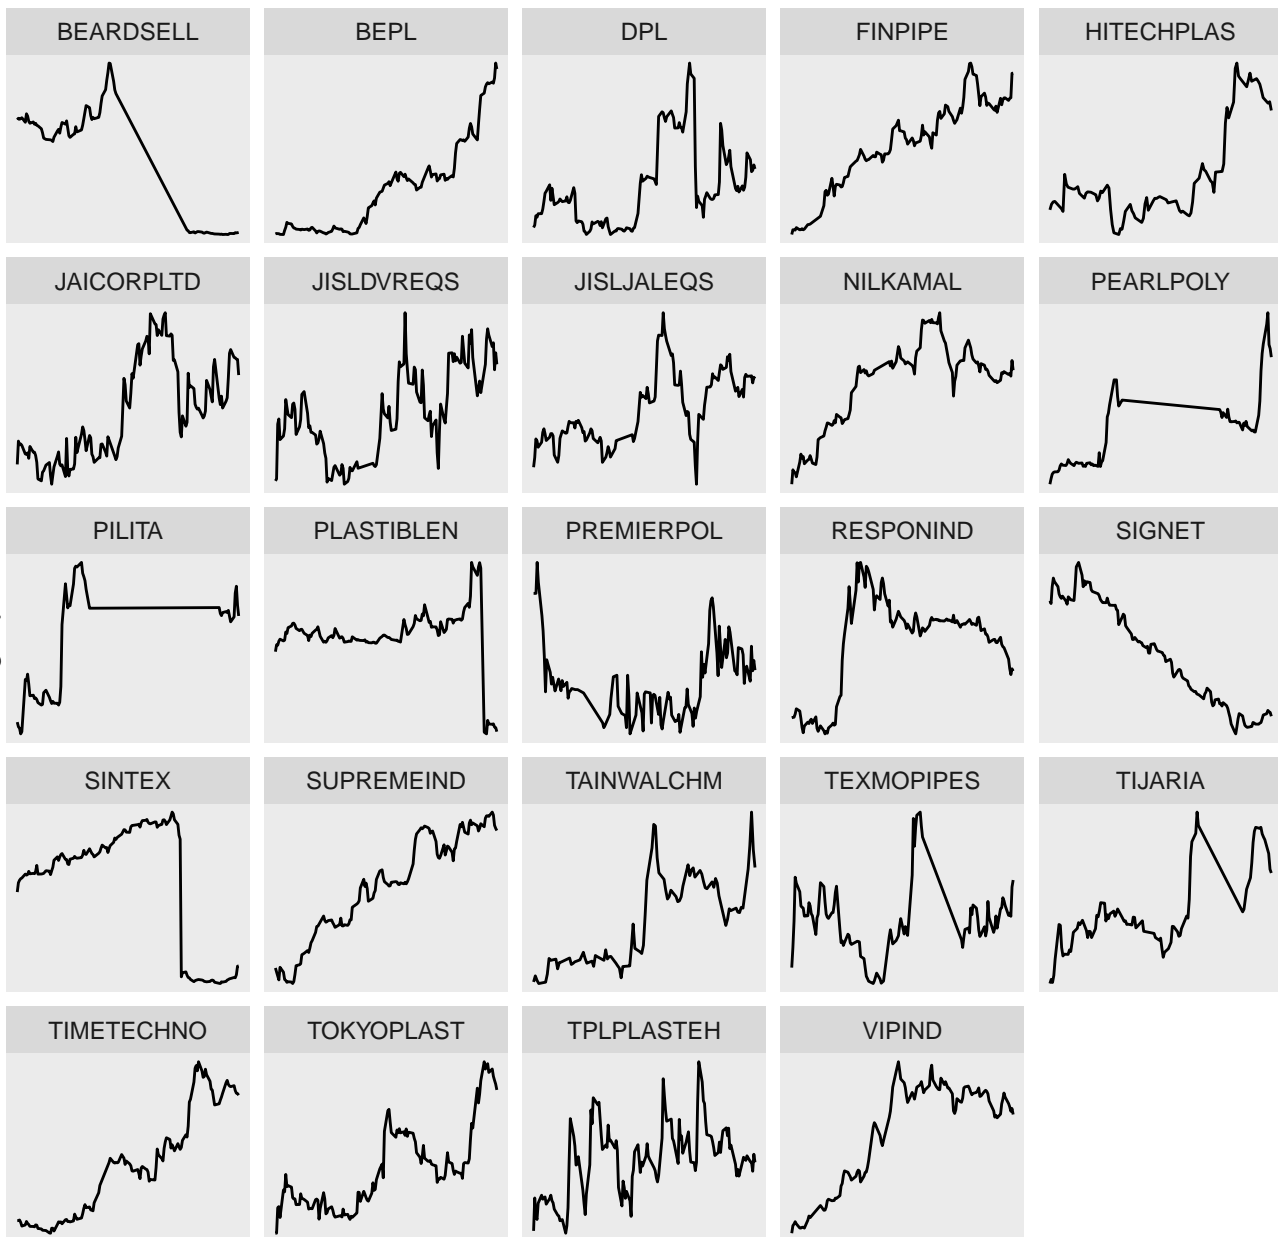 BEARDSELL
BEPL
DPL
FINPIPE
HITECHPLAS
JAICORPLTD
JISLDVREQS
JISLJALEQS
NILKAMAL
PEARLPOLY
PILITA
PLASTIBLEN
PREMIERPOL
RESPONIND
SIGNET
SINTEX
SUPREMEIND
TAINWALCHM
TEXMOPIPES
TIJARIA
TIMETECHNO
TOKYOPLAST
TPLPLASTEH
VIPIND